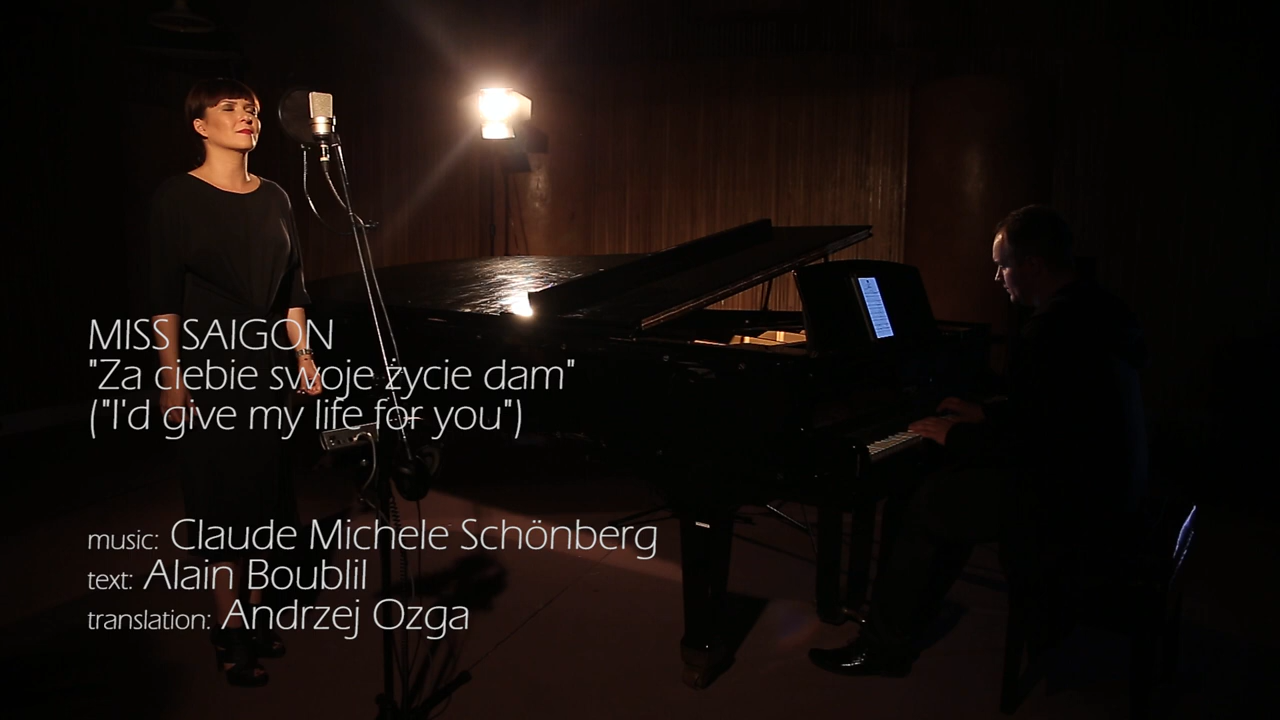 MISS SAIGON
"Za ciebie swoje życie dam"
("I'd give my life for you")
music: Claude Michele Schönberg
text: Alain Boublil
translation: Andrzej Ozga